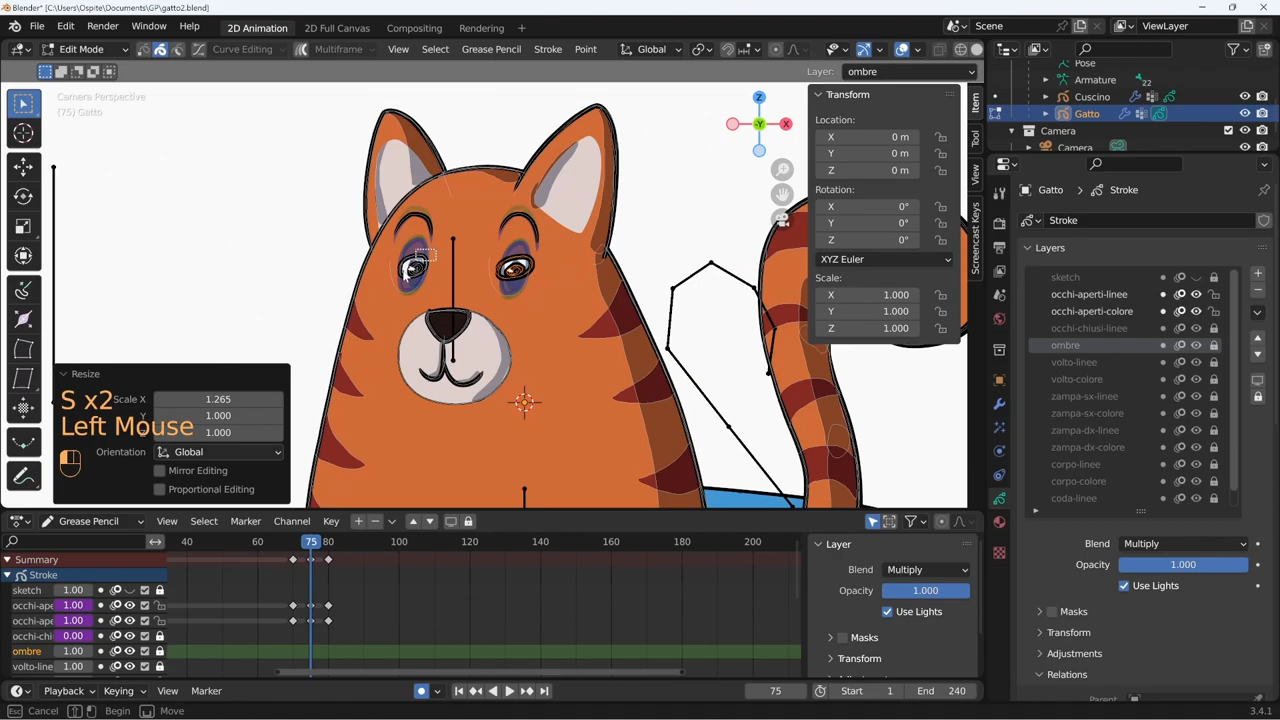 Blender* [C:\Users\Ospite\Documents\GP\gatto2.blend]
File Edit Render Window Help 2D Animation 2D Full Canvas Compositing Rendering + Scene ViewLayer
Edit Mode Curve Editing Multiframe View Select Grease Pencil Stroke Point Global
Layer: ombre
Camera Perspective
(75) Gatto
Z
X
-Y
Transform
Location:
X 0 m
Y 0 m
Z 0 m
Rotation:
X 0°
Y 0°
Z 0°
XYZ Euler
Scale:
X 1.000
Y 1.000
Z 1.000
Item
Tool
View
Screencast Keys
Pose
Armature 22
Cuscino
Gatto
Camera
Camera
Gatto Stroke
Stroke
Layers
sketch
occhi-aperti-linee
occhi-aperti-colore
occhi-chiusi-linee
ombre
volto-linee
volto-colore
zampa-sx-linee
zampa-sx-colore
zampa-dx-linee
zampa-dx-colore
corpo-linee
corpo-colore
coda-linee
Blend Multiply
Opacity 1.000
Use Lights
Masks
Transform
Adjustments
Relations
Resize
Scale X 1.265
Y 1.000
Z 1.000
S x2
Left Mouse
Orientation Global
Mirror Editing
Proportional Editing
Grease Pencil View Select Marker Channel Key
40 60 75 80 100 120 140 160 180 200
Summary
Stroke
sketch 1.00
occhi-ape 1.00
occhi-ape 1.00
occhi-chi 0.00
ombre 1.00
volto-line 1.00
Layer
Blend Multiply
Opacity 1.000
Use Lights
Masks
Transform
Playback Keying View Marker 75 Start 1 End 240
Cancel Begin Move 3.4.1